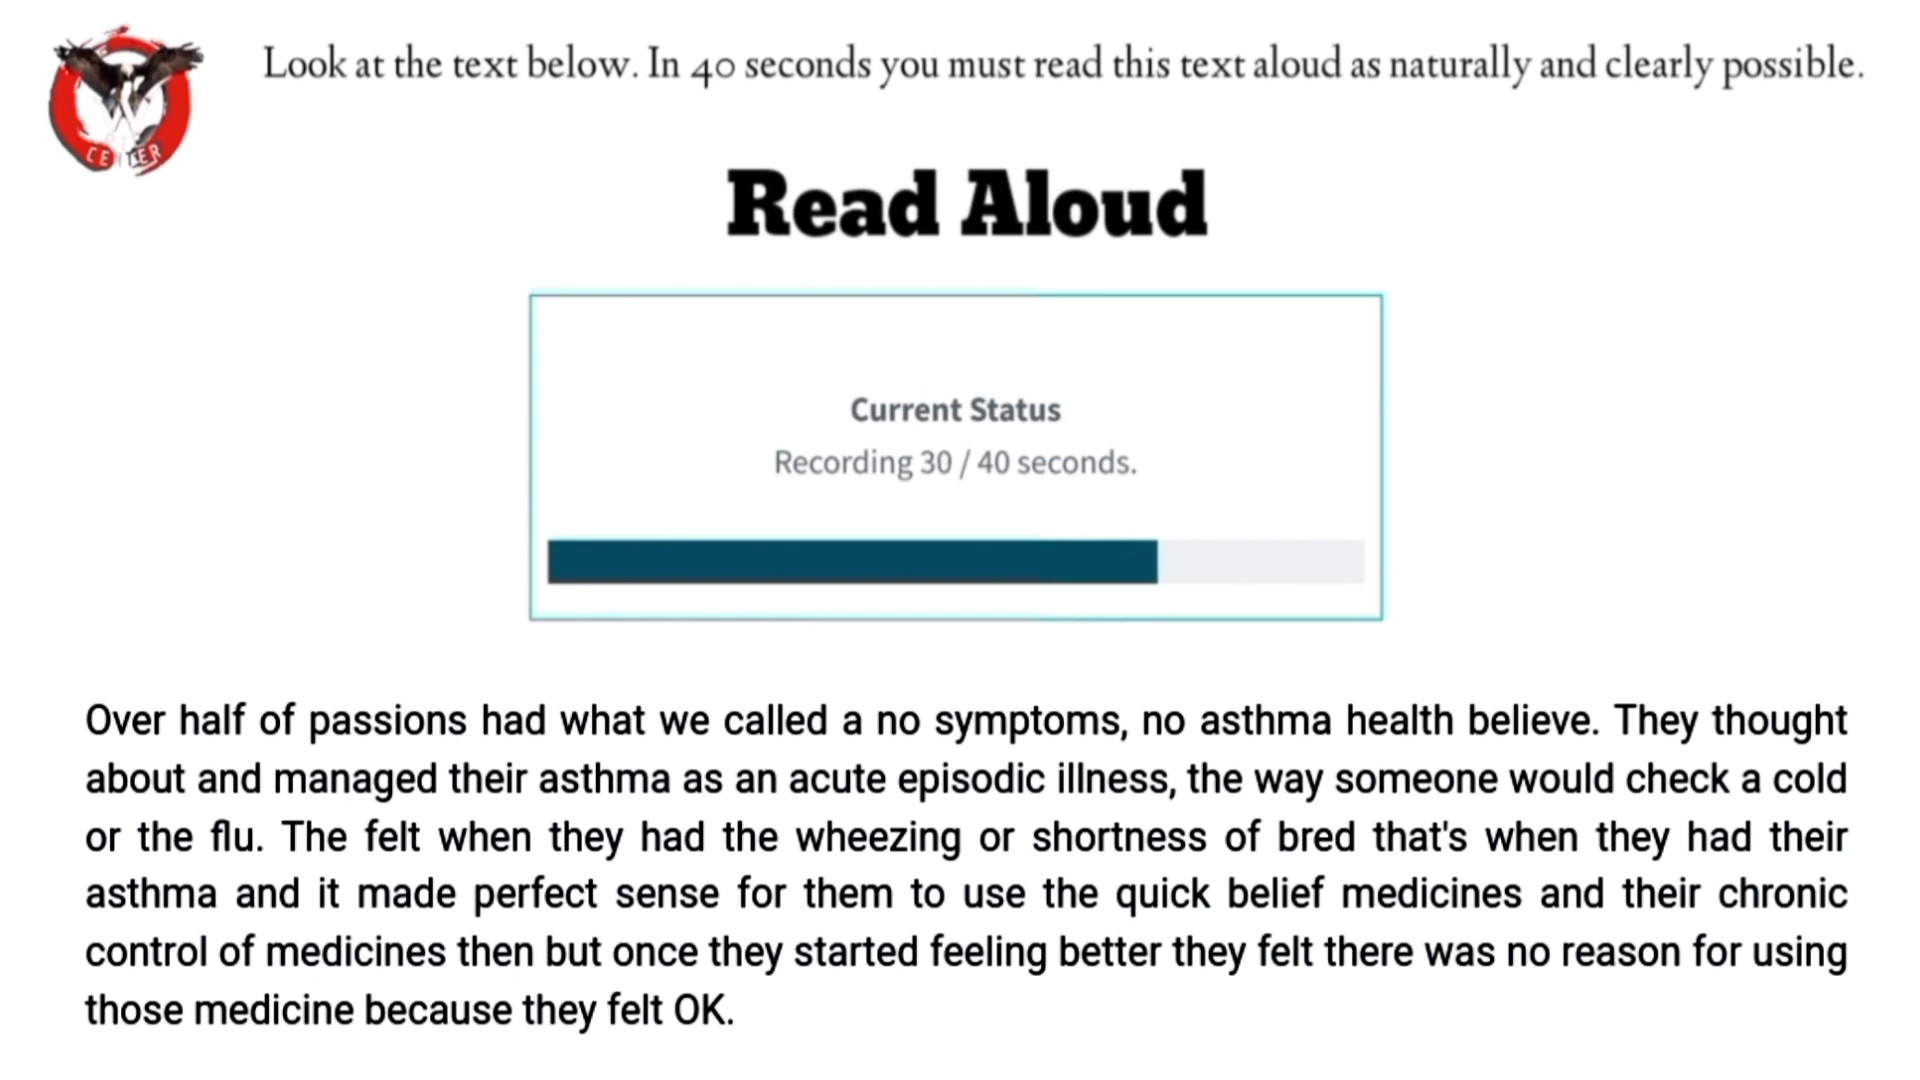 Look at the text below. In 40 seconds you must read this text aloud as naturally and clearly possible.
CENTER
Read Aloud
Current Status
Recording 30 / 40 seconds.
Over half of passions had what we called a no symptoms, no asthma health believe. They thought
about and managed their asthma as an acute episodic illness, the way someone would check a cold
or the flu. The felt when they had the wheezing or shortness of bred that's when they had their
asthma and it made perfect sense for them to use the quick belief medicines and their chronic
control of medicines then but once they started feeling better they felt there was no reason for using
those medicine because they felt OK.